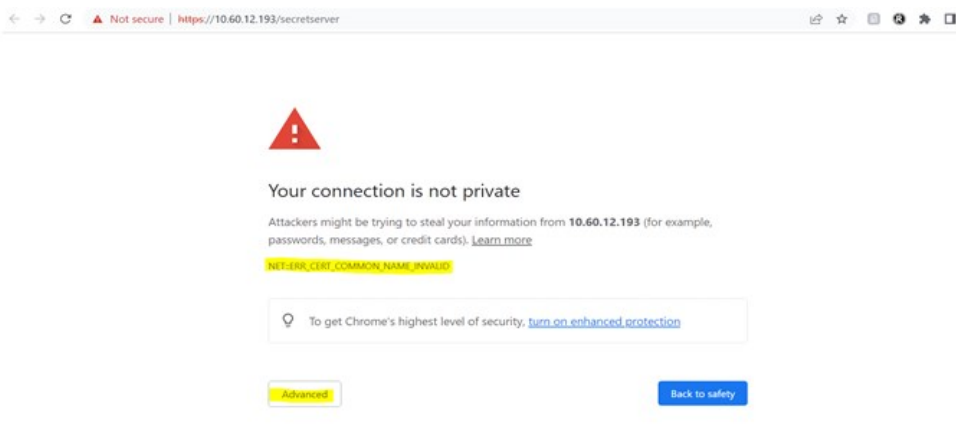 Not secure | https://10.60.12.193/secretserver
Your connection is not private
Attackers might be trying to steal your information from 10.60.12.193 (for example,
passwords, messages, or credit cards). Learn more
NET::ERR_CERT_COMMON_NAME_INVALID
To get Chrome's highest level of security, turn on enhanced protection
Advanced
Back to safety